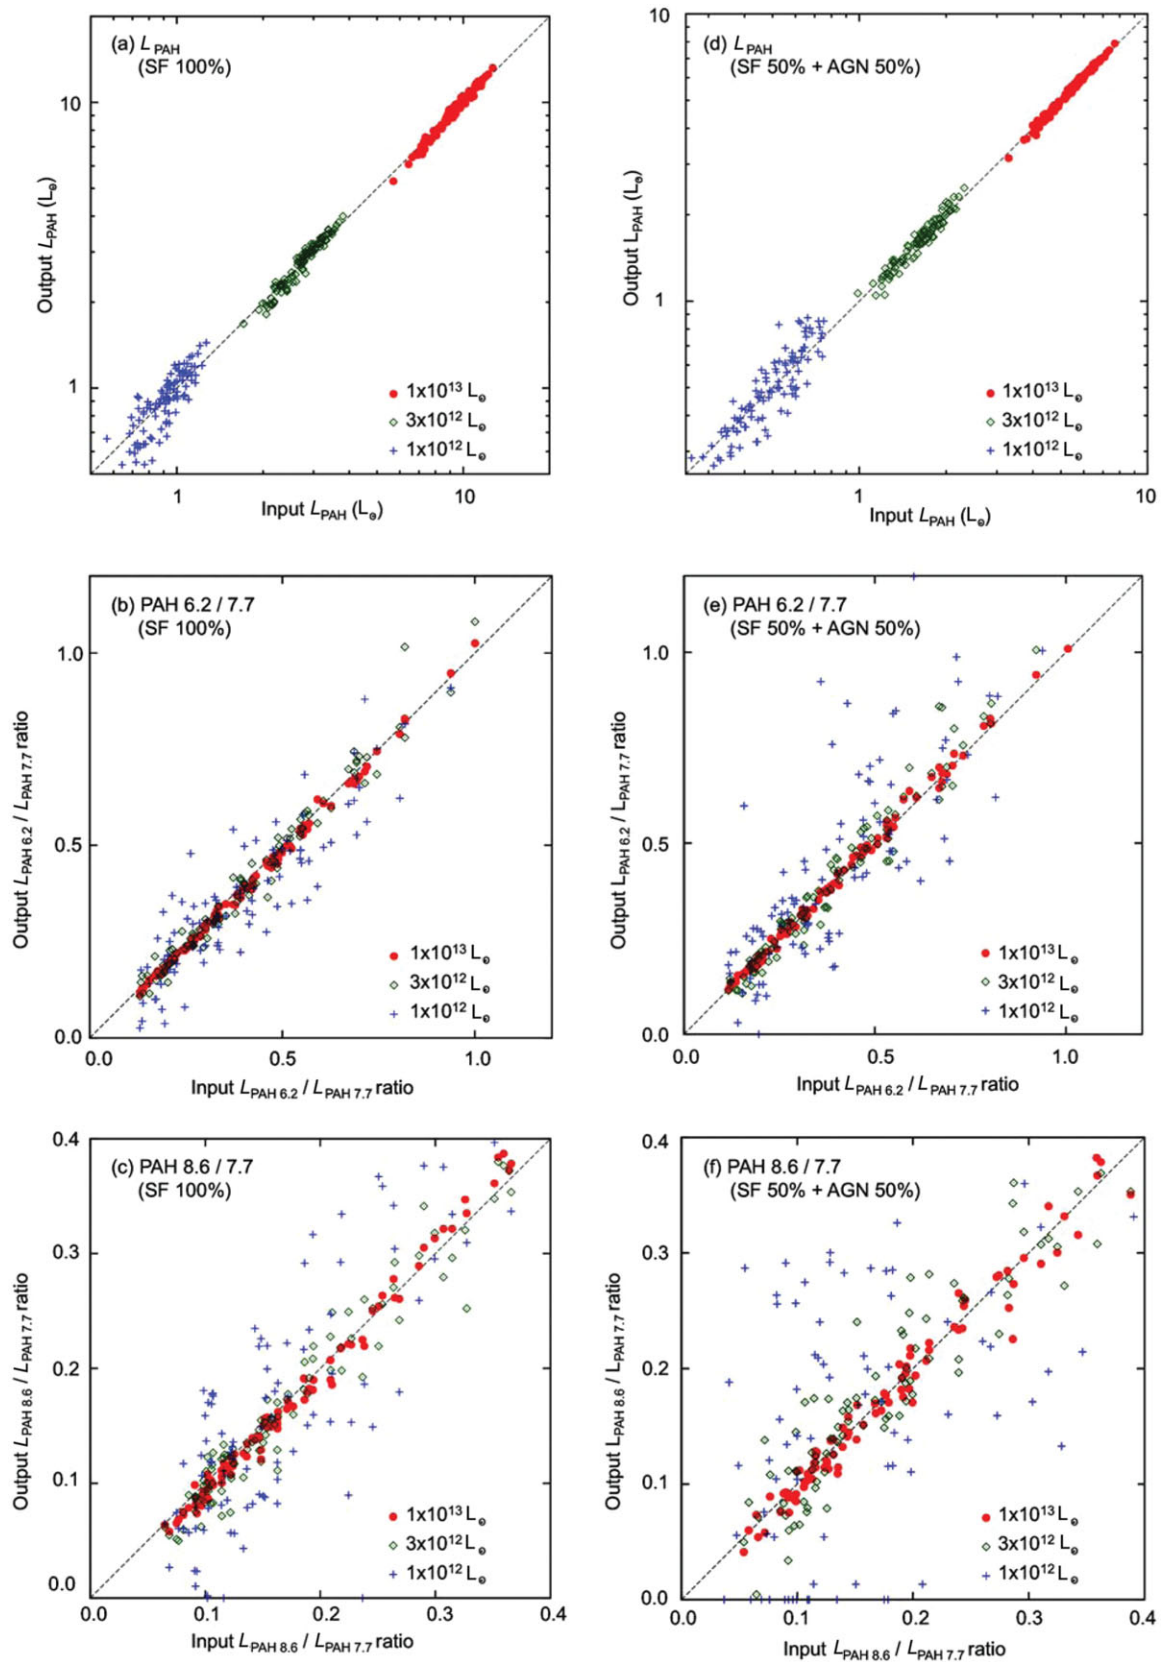 (a) L PAH
(SF 100%)
10
1
Output L PAH (L⊙)
1x10¹³ L⊙
3x10¹² L⊙
1x10¹² L⊙
1
10
Input L PAH (L⊙)
(d) L PAH
(SF 50% + AGN 50%)
10
1
Output L PAH (L⊙)
1x10¹³ L⊙
3x10¹² L⊙
1x10¹² L⊙
1
10
Input L PAH (L⊙)
(b) PAH 6.2 / 7.7
(SF 100%)
1.0
0.5
0.0
Output L PAH 6.2 / L PAH 7.7 ratio
1x10¹³ L⊙
3x10¹² L⊙
1x10¹² L⊙
0.0
0.5
1.0
Input L PAH 6.2 / L PAH 7.7 ratio
(e) PAH 6.2 / 7.7
(SF 50% + AGN 50%)
1.0
0.5
0.0
Output L PAH 6.2 / L PAH 7.7 ratio
1x10¹³ L⊙
3x10¹² L⊙
1x10¹² L⊙
0.0
0.5
1.0
Input L PAH 6.2 / L PAH 7.7 ratio
(c) PAH 8.6 / 7.7
(SF 100%)
0.4
0.3
0.2
0.1
0.0
Output L PAH 8.6 / L PAH 7.7 ratio
1x10¹³ L⊙
3x10¹² L⊙
1x10¹² L⊙
0.0
0.1
0.2
0.3
0.4
Input L PAH 8.6 / L PAH 7.7 ratio
(f) PAH 8.6 / 7.7
(SF 50% + AGN 50%)
0.4
0.3
0.2
0.1
0.0
Output L PAH 8.6 / L PAH 7.7 ratio
1x10¹³ L⊙
3x10¹² L⊙
1x10¹² L⊙
0.0
0.1
0.2
0.3
0.4
Input L PAH 8.6 / L PAH 7.7 ratio